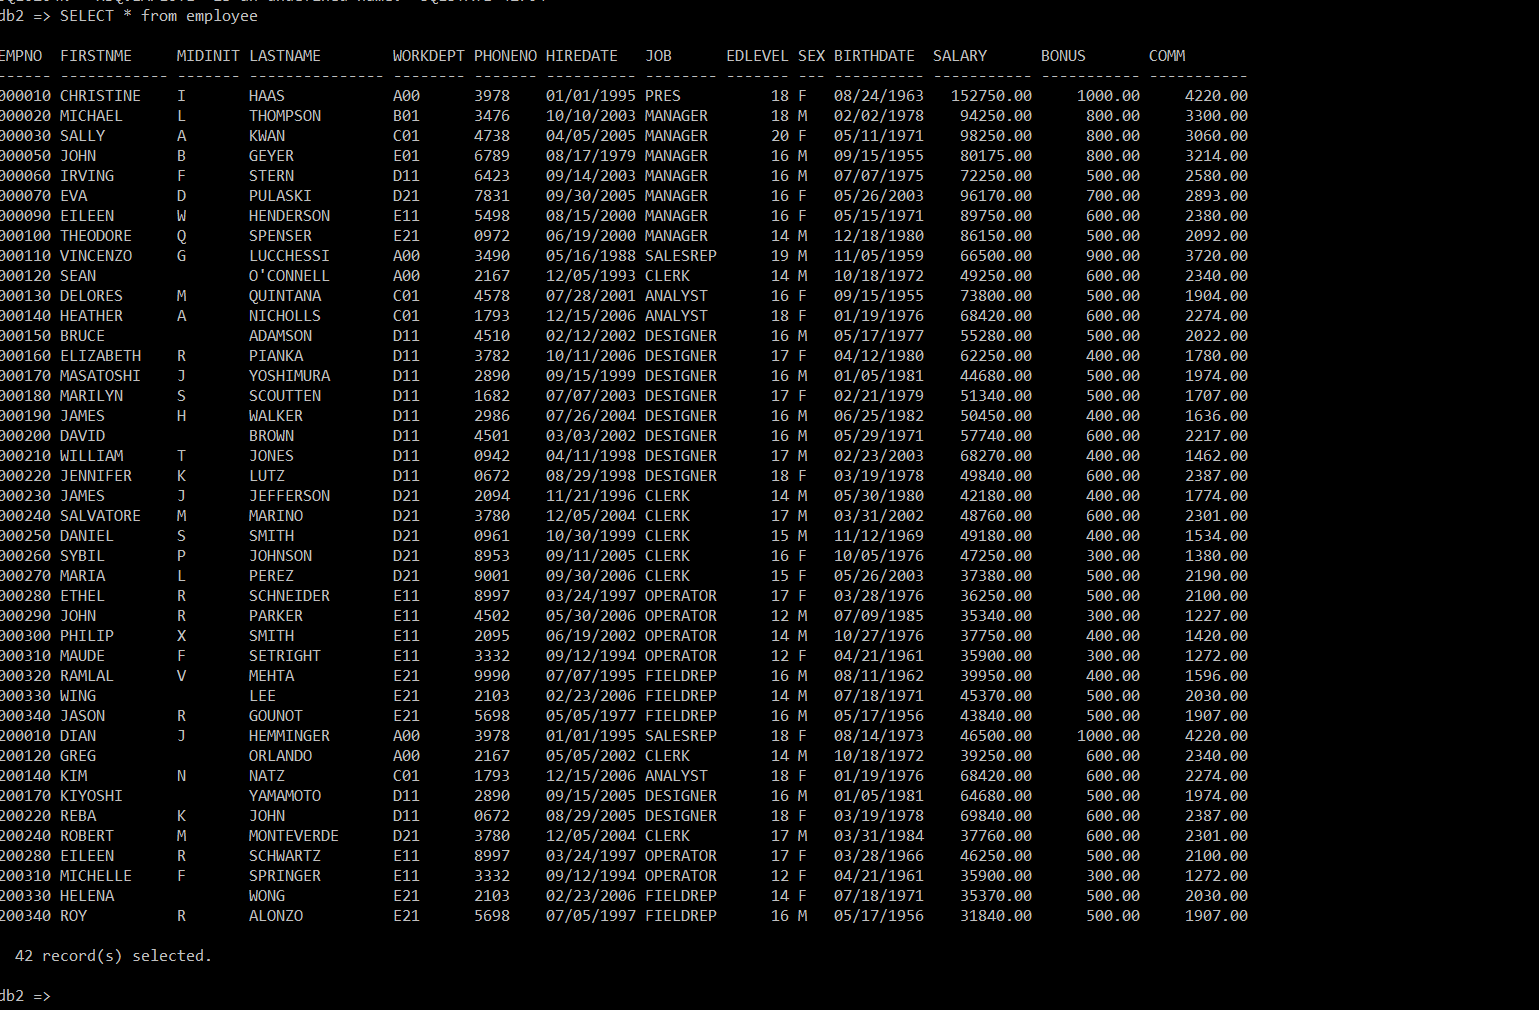 db2 => SELECT * from employee
EMPNO FIRSTNME MIDINIT LASTNAME WORKDEPT PHONENO HIREDATE JOB EDLEVEL SEX BIRTHDATE SALARY BONUS COMM
------ ------------ ------- --------------- -------- ------- ---------- -------- ------- --- ---------- ----------- ----------- -----------
000010 CHRISTINE I HAAS A00 3978 01/01/1995 PRES 18 F 08/24/1963 152750.00 1000.00 4220.00
000020 MICHAEL L THOMPSON B01 3476 10/10/2003 MANAGER 18 M 02/02/1978 94250.00 800.00 3300.00
000030 SALLY A KWAN C01 4738 04/05/2005 MANAGER 20 F 05/11/1971 98250.00 800.00 3060.00
000050 JOHN B GEYER E01 6789 08/17/1979 MANAGER 16 M 09/15/1955 80175.00 800.00 3214.00
000060 IRVING F STERN D11 6423 09/14/2003 MANAGER 16 M 07/07/1975 72250.00 500.00 2580.00
000070 EVA D PULASKI D21 7831 09/30/2005 MANAGER 16 F 05/26/2003 96170.00 700.00 2893.00
000090 EILEEN W HENDERSON E11 5498 08/15/2000 MANAGER 16 F 05/15/1971 89750.00 600.00 2380.00
000100 THEODORE Q SPENSER E21 0972 06/19/2000 MANAGER 14 M 12/18/1980 86150.00 500.00 2092.00
000110 VINCENZO G LUCCHESSI A00 3490 05/16/1988 SALESREP 19 M 11/05/1959 66500.00 900.00 3720.00
000120 SEAN O'CONNELL A00 2167 12/05/1993 CLERK 14 M 10/18/1972 49250.00 600.00 2340.00
000130 DELORES M QUINTANA C01 4578 07/28/2001 ANALYST 16 F 09/15/1955 73800.00 500.00 1904.00
000140 HEATHER A NICHOLLS C01 1793 12/15/2006 ANALYST 18 F 01/19/1976 68420.00 600.00 2274.00
000150 BRUCE ADAMSON D11 4510 02/12/2002 DESIGNER 16 M 05/17/1977 55280.00 500.00 2022.00
000160 ELIZABETH R PIANKA D11 3782 10/11/2006 DESIGNER 17 F 04/12/1980 62250.00 400.00 1780.00
000170 MASATOSHI J YOSHIMURA D11 2890 09/15/1999 DESIGNER 16 M 01/05/1981 44680.00 500.00 1974.00
000180 MARILYN S SCOUTTEN D11 1682 07/07/2003 DESIGNER 17 F 02/21/1979 51340.00 500.00 1707.00
000190 JAMES H WALKER D11 2986 07/26/2004 DESIGNER 16 M 06/25/1982 50450.00 400.00 1636.00
000200 DAVID BROWN D11 4501 03/03/2002 DESIGNER 16 M 05/29/1971 57740.00 600.00 2217.00
000210 WILLIAM T JONES D11 0942 04/11/1998 DESIGNER 17 M 02/23/2003 68270.00 400.00 1462.00
000220 JENNIFER K LUTZ D11 0672 08/29/1998 DESIGNER 18 F 03/19/1978 49840.00 600.00 2387.00
000230 JAMES J JEFFERSON D21 2094 11/21/1996 CLERK 14 M 05/30/1980 42180.00 400.00 1774.00
000240 SALVATORE M MARINO D21 3780 12/05/2004 CLERK 17 M 03/31/2002 48760.00 600.00 2301.00
000250 DANIEL S SMITH D21 0961 10/30/1999 CLERK 15 M 11/12/1969 49180.00 400.00 1534.00
000260 SYBIL P JOHNSON D21 8953 09/11/2005 CLERK 16 F 10/05/1976 47250.00 300.00 1380.00
000270 MARIA L PEREZ D21 9001 09/30/2006 CLERK 15 F 05/26/2003 37380.00 500.00 2190.00
000280 ETHEL R SCHNEIDER E11 8997 03/24/1997 OPERATOR 17 F 03/28/1976 36250.00 500.00 2100.00
000290 JOHN R PARKER E11 4502 05/30/2006 OPERATOR 12 M 07/09/1985 35340.00 300.00 1227.00
000300 PHILIP X SMITH E11 2095 06/19/2002 OPERATOR 14 M 10/27/1976 37750.00 400.00 1420.00
000310 MAUDE F SETRIGHT E11 3332 09/12/1994 OPERATOR 12 F 04/21/1961 35900.00 300.00 1272.00
000320 RAMLAL V MEHTA E21 9990 07/07/1995 FIELDREP 16 M 08/11/1962 39950.00 400.00 1596.00
000330 WING LEE E21 2103 02/23/2006 FIELDREP 14 M 07/18/1971 45370.00 500.00 2030.00
000340 JASON R GOUNOT E21 5698 05/05/1977 FIELDREP 16 M 05/17/1956 43840.00 500.00 1907.00
200010 DIAN J HEMMINGER A00 3978 01/01/1995 SALESREP 18 F 08/14/1973 46500.00 1000.00 4220.00
200120 GREG ORLANDO A00 2167 05/05/2002 CLERK 14 M 10/18/1972 39250.00 600.00 2340.00
200140 KIM N NATZ C01 1793 12/15/2006 ANALYST 18 F 01/19/1976 68420.00 600.00 2274.00
200170 KIYOSHI YAMAMOTO D11 2890 09/15/2005 DESIGNER 16 M 01/05/1981 64680.00 500.00 1974.00
200220 REBA K JOHN D11 0672 08/29/2005 DESIGNER 18 F 03/19/1978 69840.00 600.00 2387.00
200240 ROBERT M MONTEVERDE D21 3780 12/05/2004 CLERK 17 M 03/31/1984 37760.00 600.00 2301.00
200280 EILEEN R SCHWARTZ E11 8997 03/24/1997 OPERATOR 17 F 03/28/1966 46250.00 500.00 2100.00
200310 MICHELLE F SPRINGER E11 3332 09/12/1994 OPERATOR 12 F 04/21/1961 35900.00 300.00 1272.00
200330 HELENA WONG E21 2103 02/23/2006 FIELDREP 14 F 07/18/1971 35370.00 500.00 2030.00
200340 ROY R ALONZO E21 5698 07/05/1997 FIELDREP 16 M 05/17/1956 31840.00 500.00 1907.00
42 record(s) selected.
db2 =>